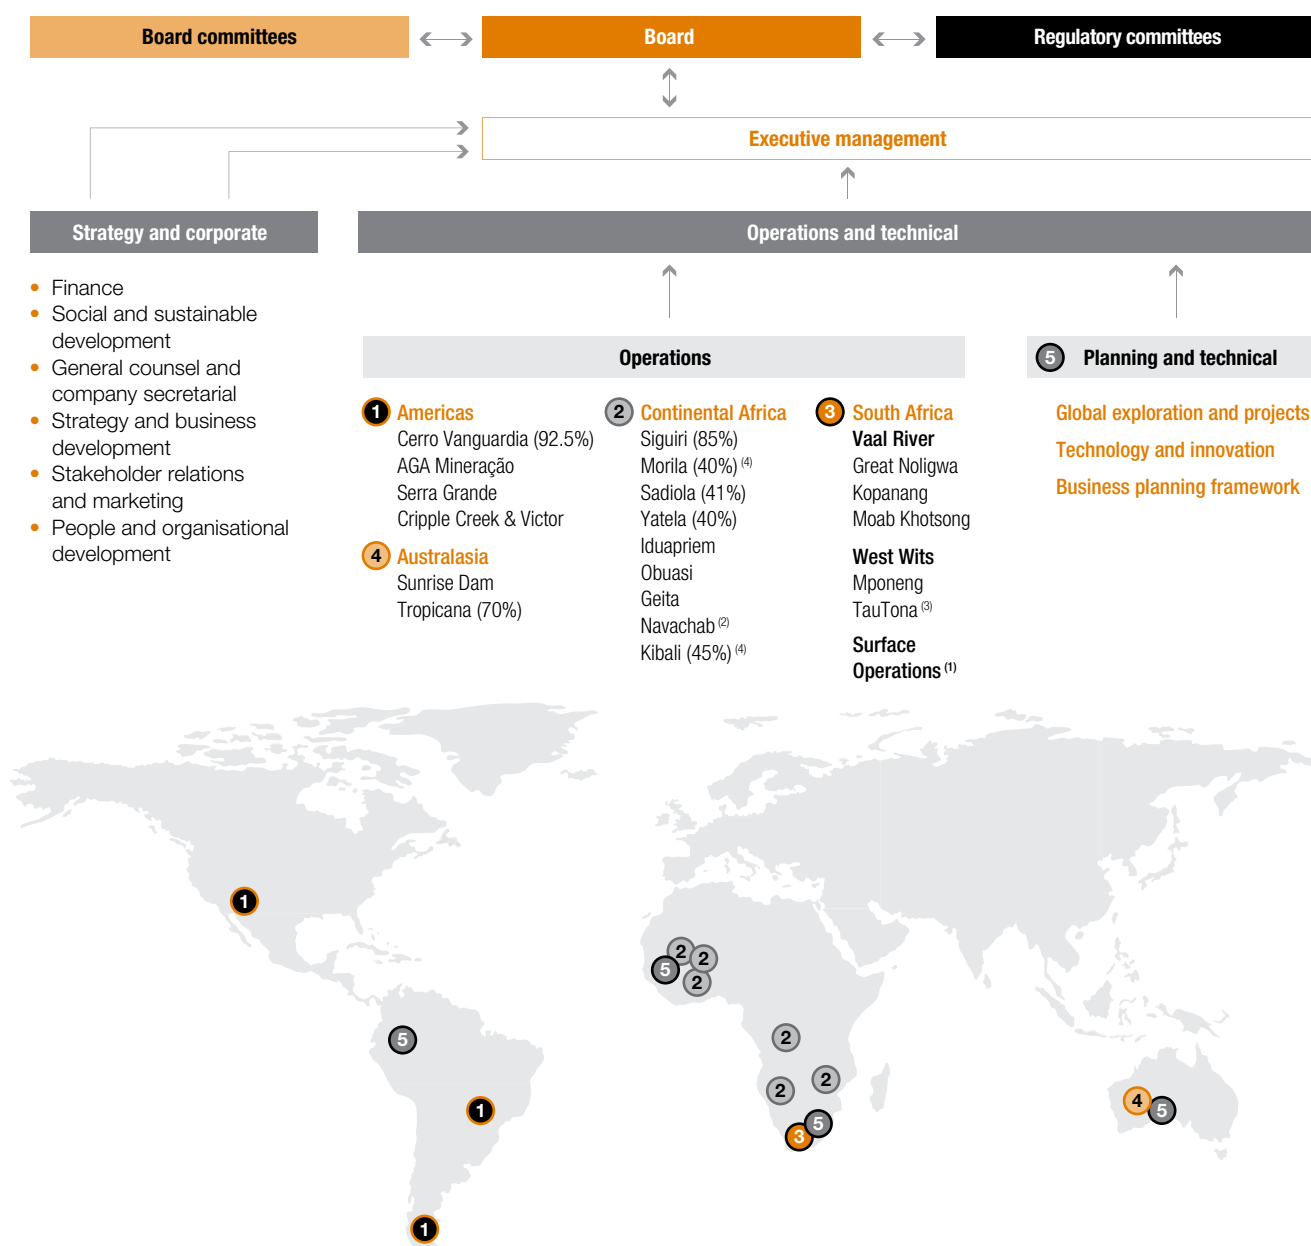 Board committees
Board
Regulatory committees
Executive management
Strategy and corporate
Operations and technical
• Finance
• Social and sustainable
development
• General counsel and
company secretarial
• Strategy and business
development
• Stakeholder relations
and marketing
• People and organisational
development
Operations
1 Americas
Cerro Vanguardia (92.5%)
AGA Mineração
Serra Grande
Cripple Creek & Victor
4 Australasia
Sunrise Dam
Tropicana (70%)
2 Continental Africa
Siguiri (85%)
Morila (40%) (4)
Sadiola (41%)
Yatela (40%)
Iduapriem
Obuasi
Geita
Navachab (2)
Kibali (45%) (4)
3 South Africa
Vaal River
Great Noligwa
Kopanang
Moab Khotsong
West Wits
Mponeng
TauTona (3)
Surface
Operations (1)
5 Planning and technical
Global exploration and projects
Technology and innovation
Business planning framework
1
2
2
5
2
5
2
2
2
4
5
1
5
3
1